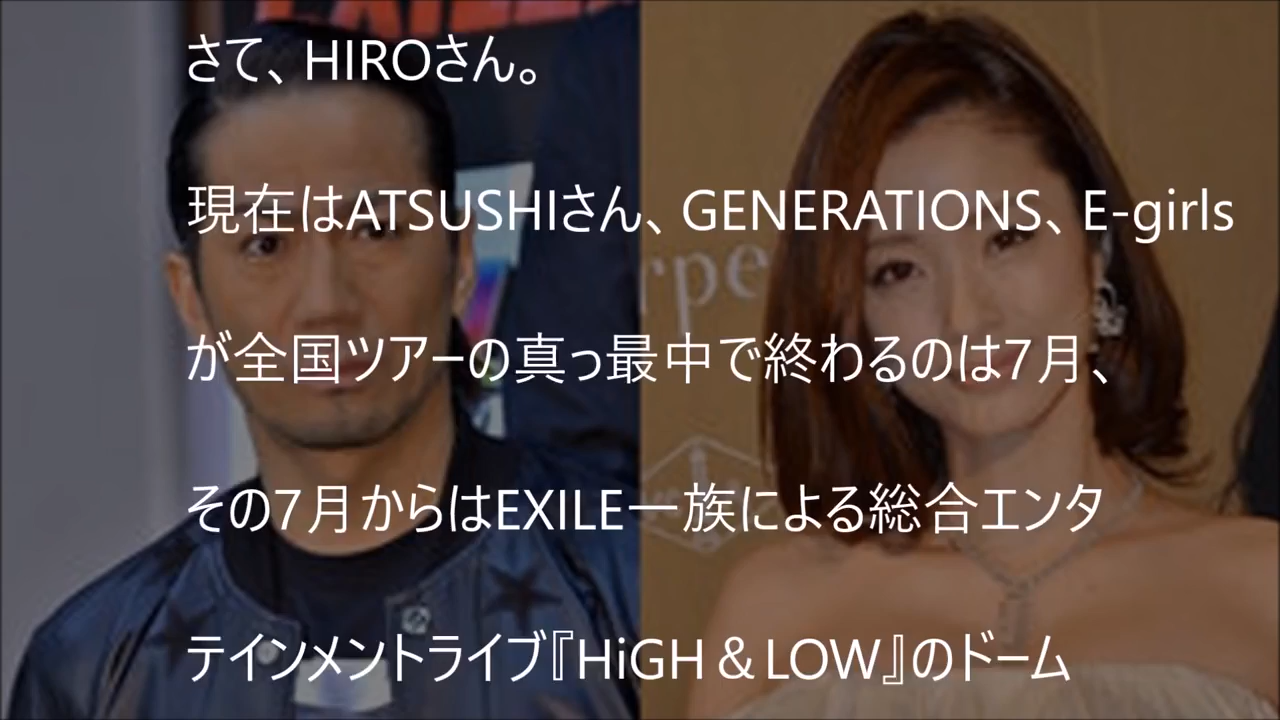 さて、HIROさん。
現在はATSUSHIさん、GENERATIONS、E-girls
が全国ツアーの真っ最中で終わるのは7月、
その7月からはEXILE一族による総合エンタ
テインメントライブ『HiGH＆LOW』のドーム
rpe